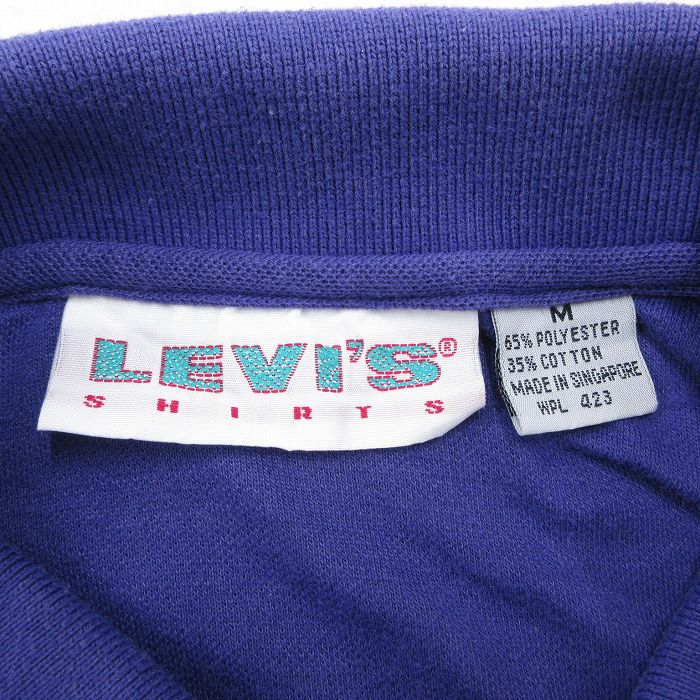 LEVI'S®
SHIRTS
M
65% POLYESTER
35% COTTON
MADE IN SINGAPORE
WPL 423